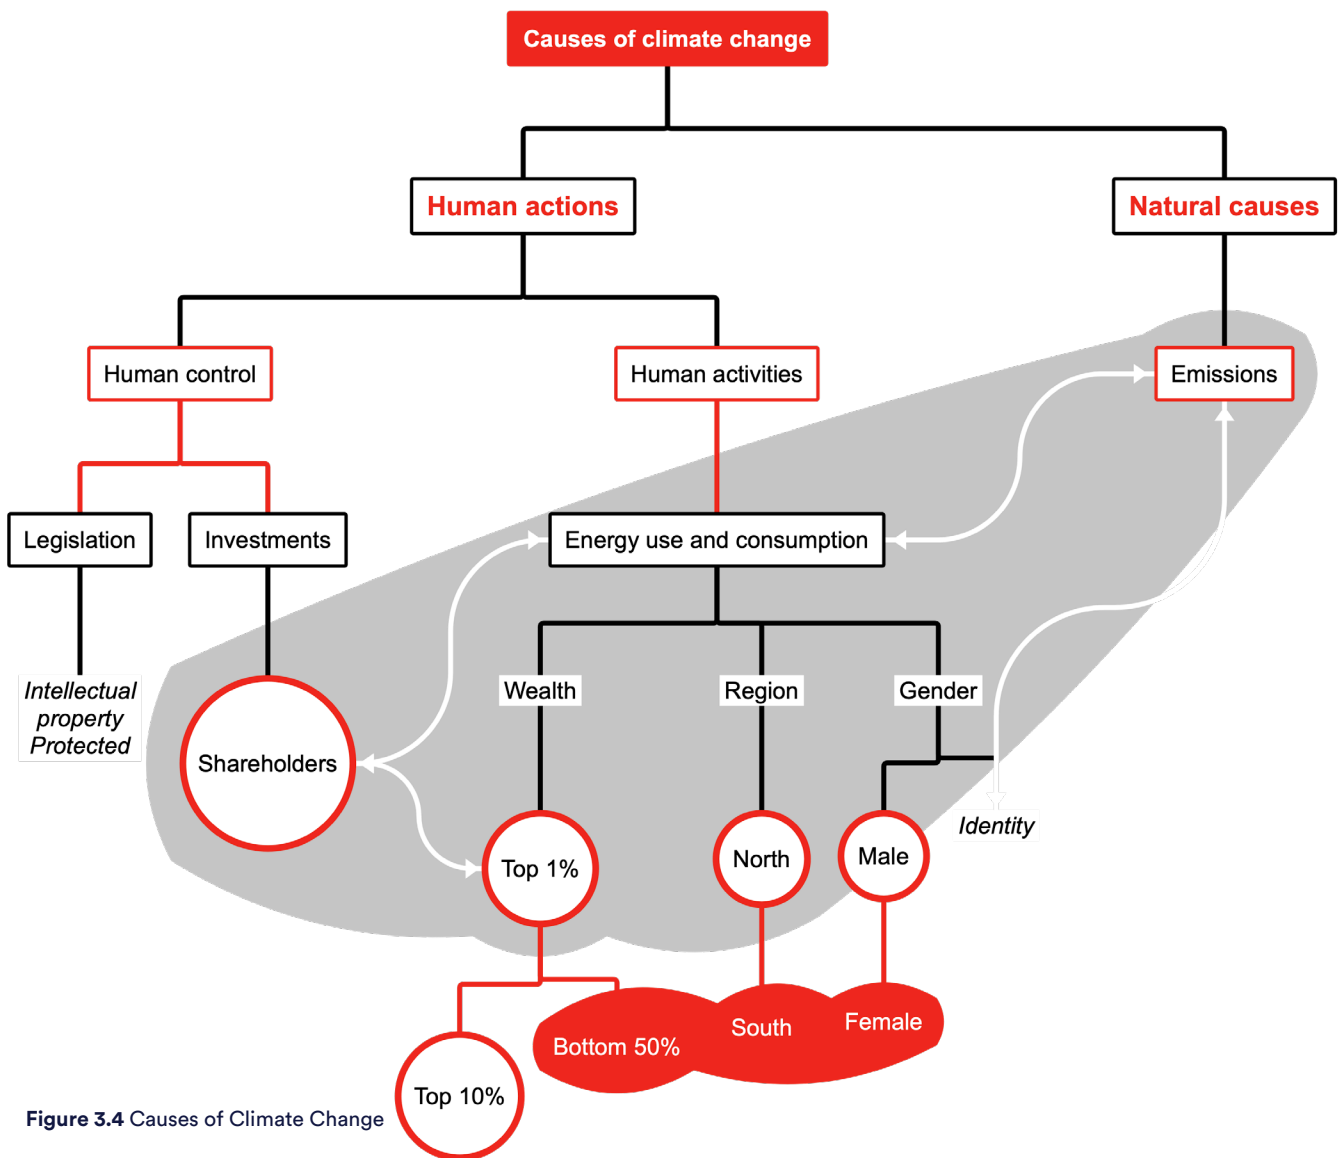 Causes of climate change
Human actions
Natural causes
Human control
Human activities
Emissions
Legislation
Investments
Energy use and consumption
Intellectual
property
Protected
Wealth
Region
Gender
Shareholders
Identity
Top 1%
North
Male
Bottom 50%
South
Female
Top 10%
Figure 3.4 Causes of Climate Change